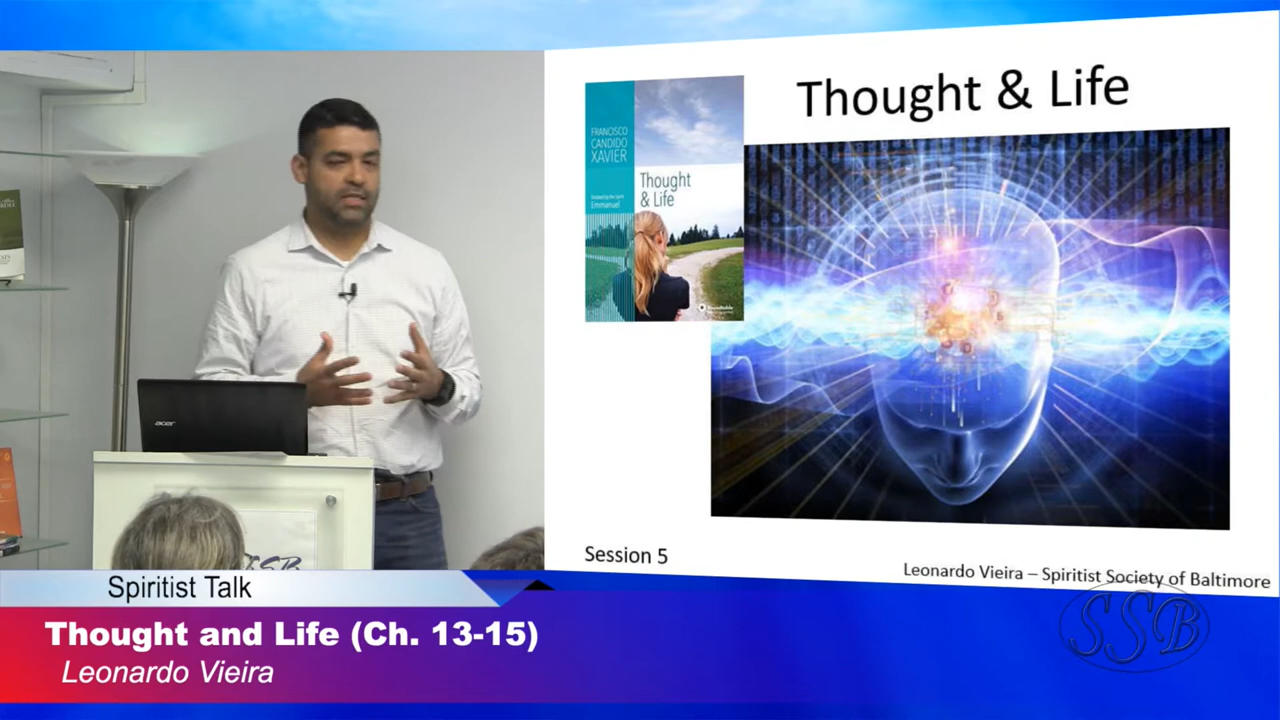 Thought & Life
FRANCISCO
CANDIDO
XAVIER
Thought
& Life
Emmanuel
acer
Session 5
Leonardo Vieira – Spiritist Society of Baltimore
SSB
Spiritist Talk
Thought and Life (Ch. 13-15)
Leonardo Vieira
SSB